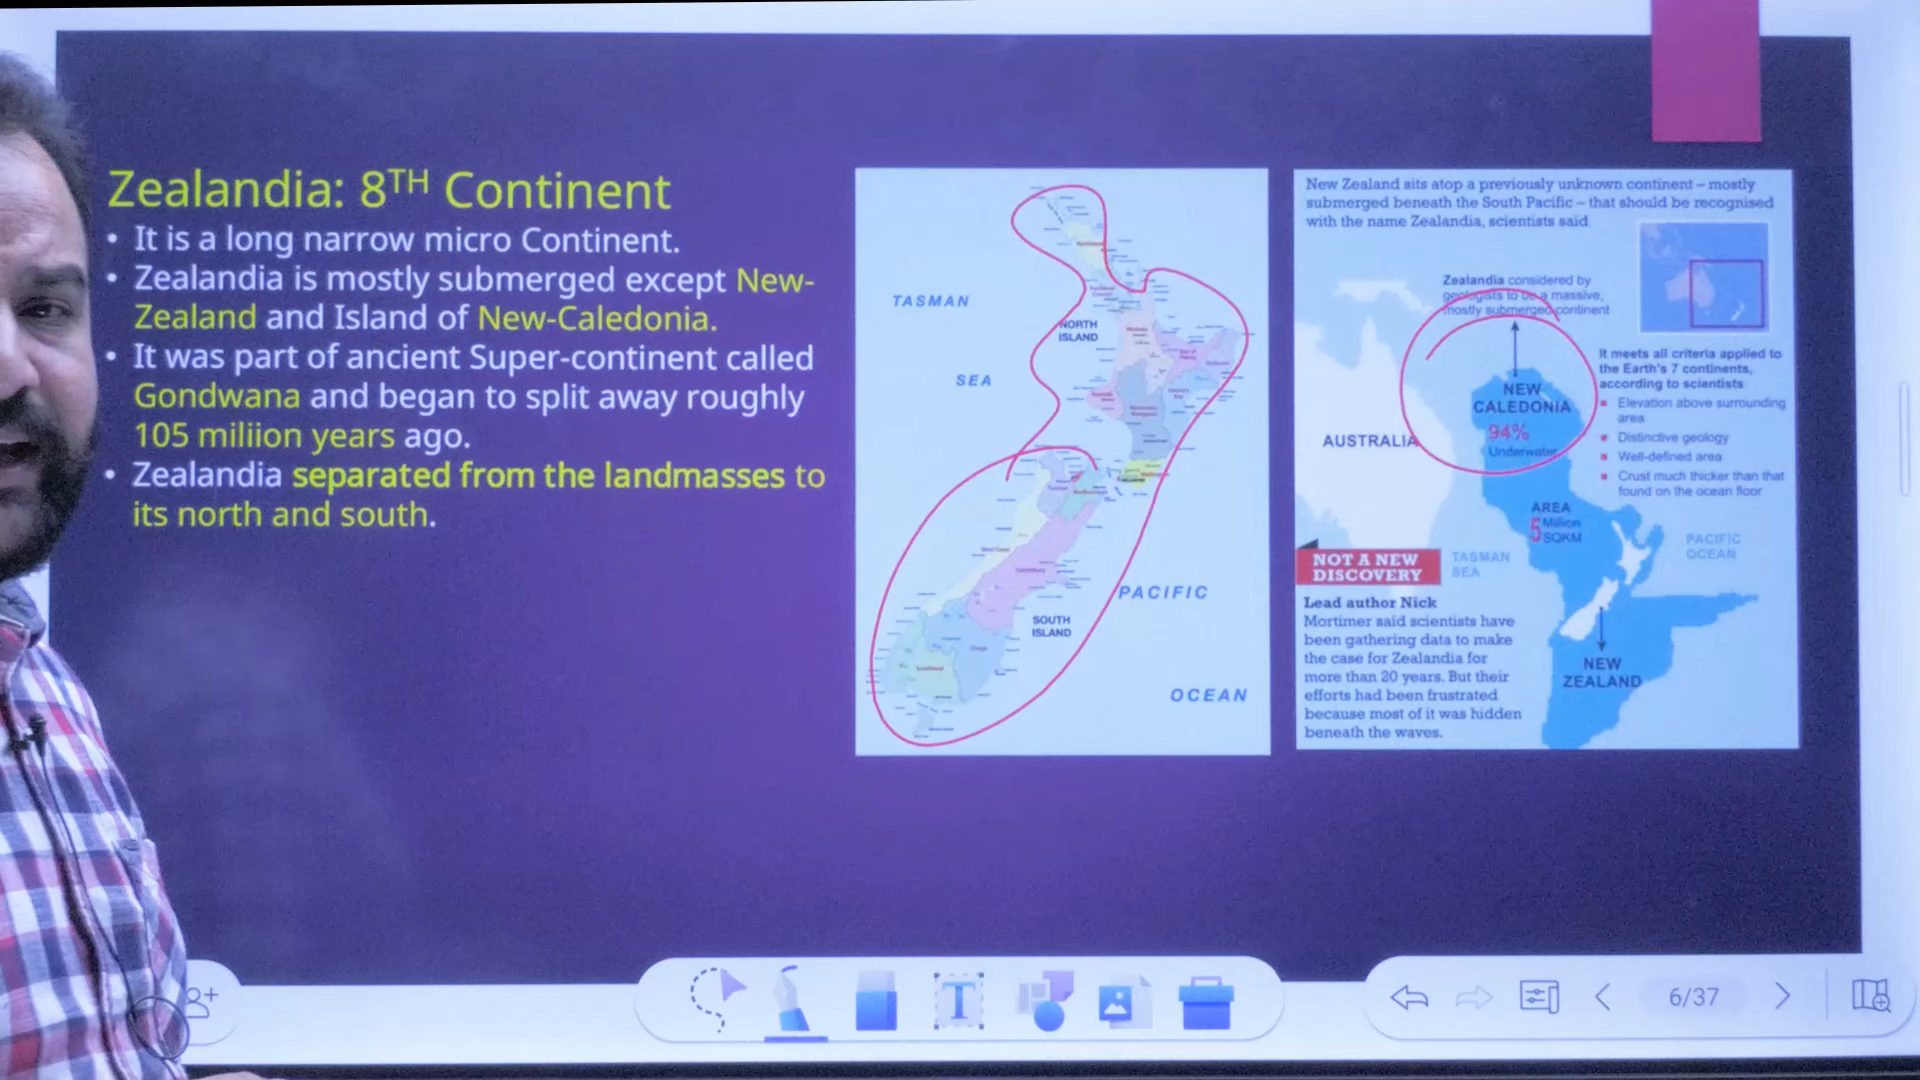 Zealandia: 8TH Continent
• It is a long narrow micro Continent.
• Zealandia is mostly submerged except New-
Zealand and Island of New-Caledonia.
• It was part of ancient Super-continent called
Gondwana and began to split away roughly
105 miliion years ago.
• Zealandia separated from the landmasses to
its north and south.
TASMAN
SEA
NORTH
ISLAND
SOUTH
ISLAND
PACIFIC
OCEAN
New Zealand sits atop a previously unknown continent – mostly
submerged beneath the South Pacific – that should be recognised
with the name Zealandia, scientists said
Zealandia considered by
geologists to be a massive,
mostly submerged continent
It meets all criteria applied to
the Earth's 7 continents,
according to scientists
Elevation above surrounding
area
Distinctive geology
Well-defined area
Crust much thicker than that
found on the ocean floor
NEW
CALEDONIA
94%
Underwater
AUSTRALIA
AREA
5 Million
SQKM
PACIFIC
OCEAN
TASMAN
SEA
NOT A NEW
DISCOVERY
Lead author Nick
Mortimer said scientists have
been gathering data to make
the case for Zealandia for
more than 20 years. But their
efforts had been frustrated
because most of it was hidden
beneath the waves.
NEW
ZEALAND
T
6/37